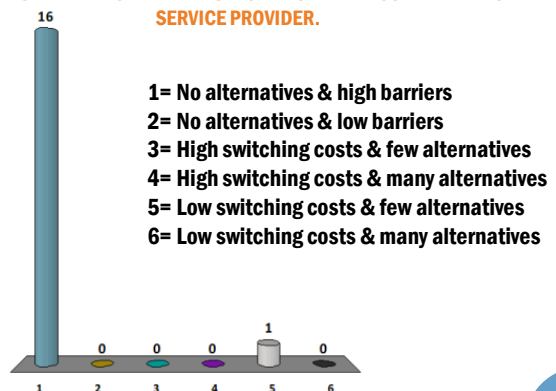 SERVICE PROVIDER.
16
1= No alternatives & high barriers
2= No alternatives & low barriers
3= High switching costs & few alternatives
4= High switching costs & many alternatives
5= Low switching costs & few alternatives
6= Low switching costs & many alternatives
0 0 0 1 0
1 2 3 4 5 6